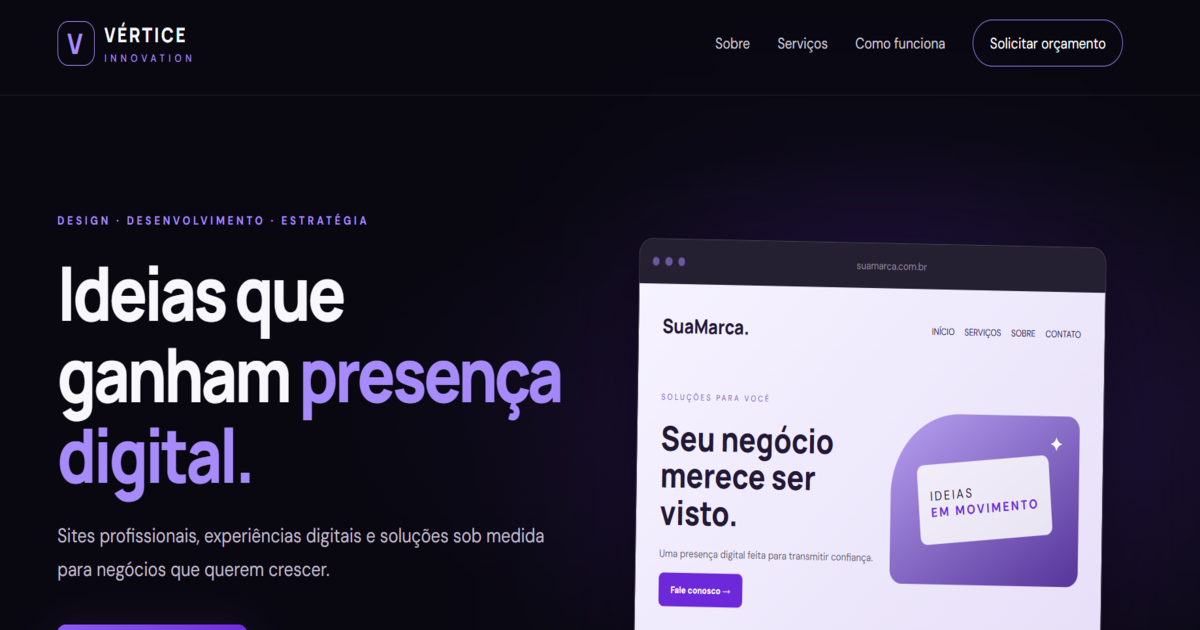 V
VÉRTICE
INNOVATION
Sobre
Serviços
Como funciona
Solicitar orçamento
DESIGN · DESENVOLVIMENTO · ESTRATÉGIA
Ideias que
ganham presença
digital.
Sites profissionais, experiências digitais e soluções sob medida
para negócios que querem crescer.
suamarca.com.br
SuaMarca.
INÍCIO SERVIÇOS SOBRE CONTATO
SOLUÇÕES PARA VOCÊ
Seu negócio
merece ser
visto.
Uma presença digital feita para transmitir confiança.
Fale conosco →
IDEIAS
EM MOVIMENTO